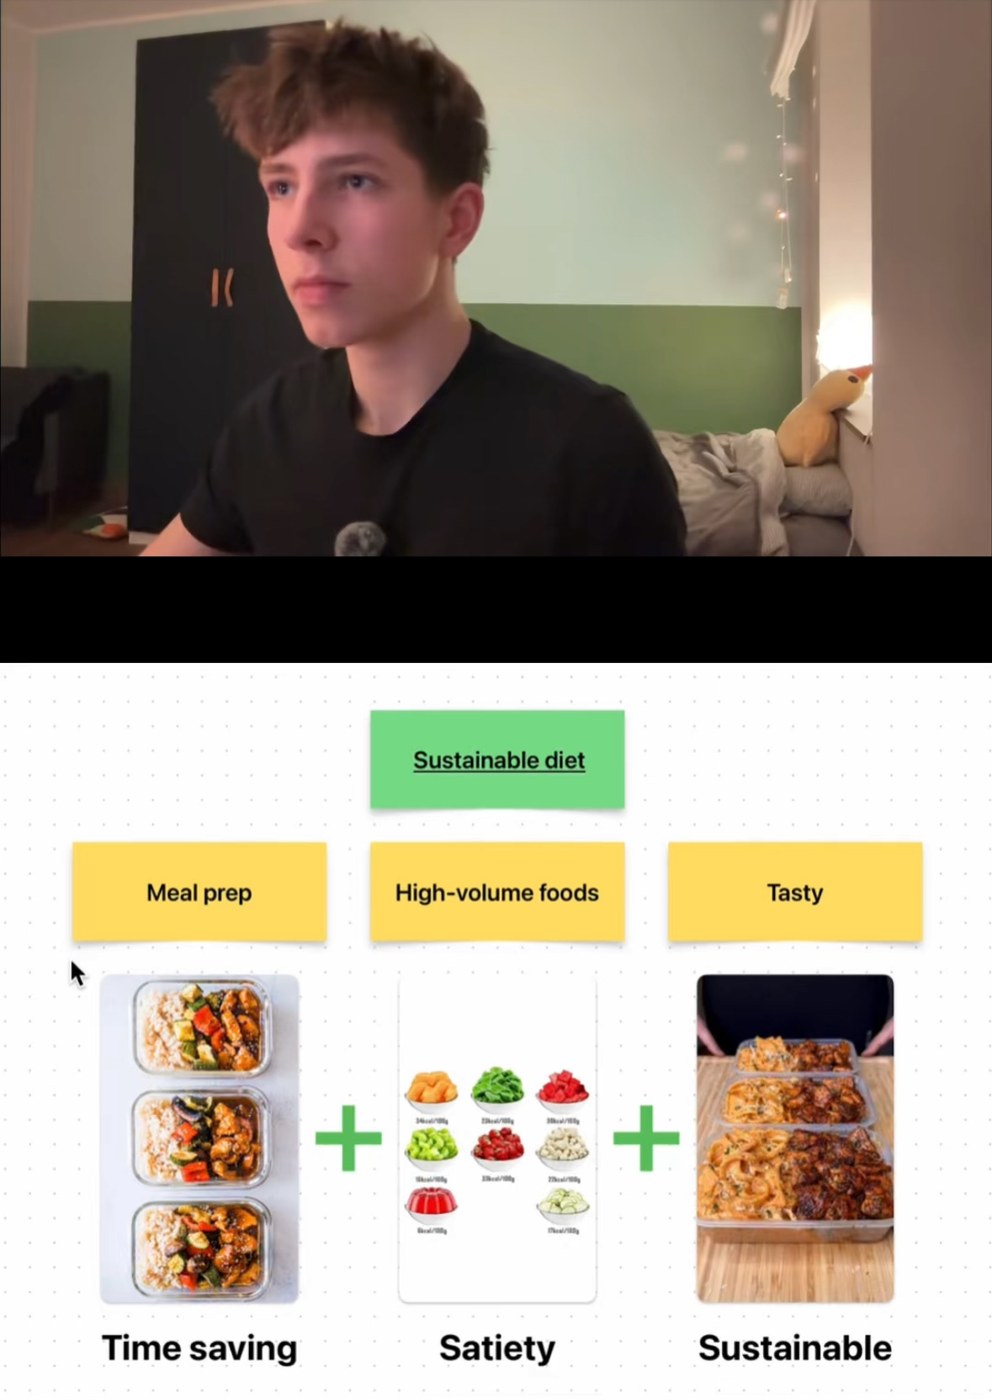 Sustainable diet
Meal prep
High-volume foods
Tasty
Time saving
Satiety
Sustainable